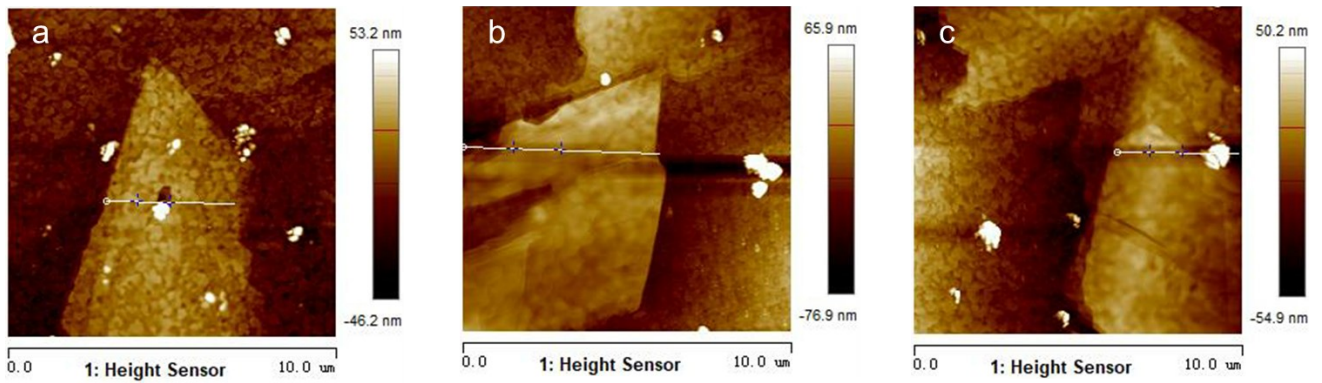 a
53.2 nm
-46.2 nm
0.0
10.0 um
1: Height Sensor
b
65.9 nm
-76.9 nm
0.0
10.0 um
1: Height Sensor
c
50.2 nm
-54.9 nm
0.0
10.0 um
1: Height Sensor